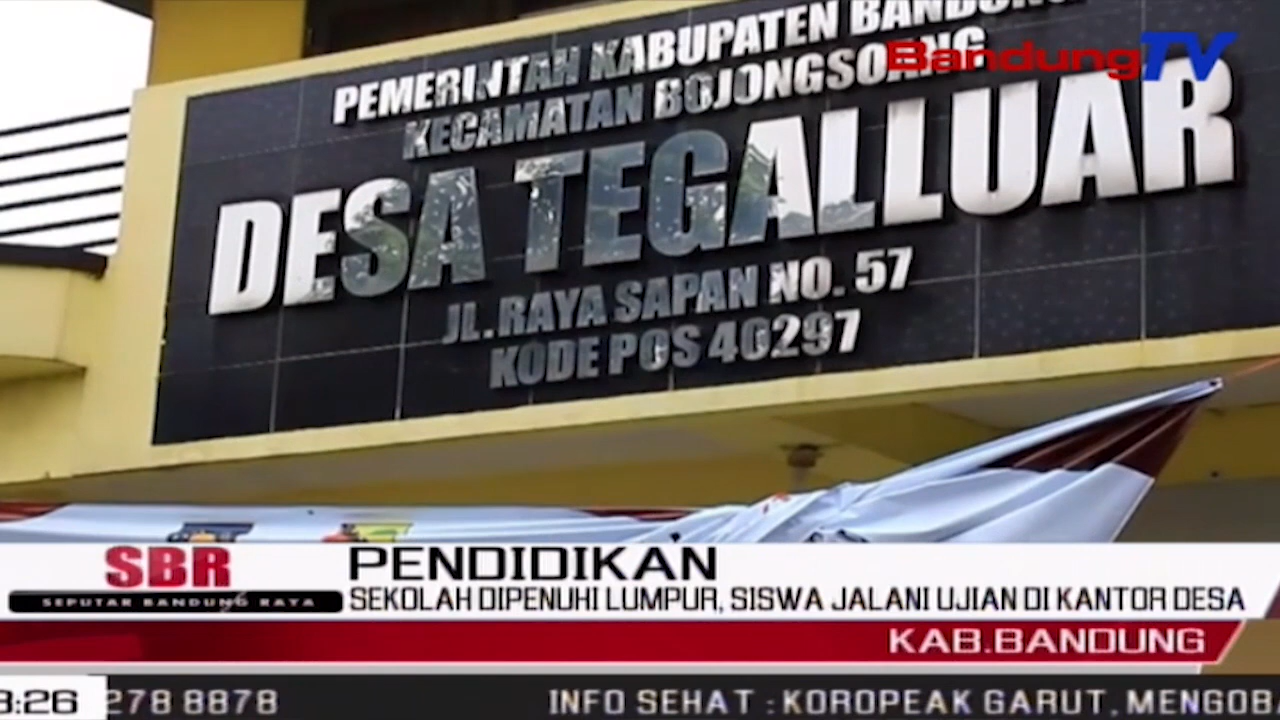 PEMERINTAH KABUPATEN BANDUNG
BandungTV
KECAMATAN BOJONGSOANG
DESA TEGALLUAR
JL. RAYA SAPAN NO. 57
KODE POS 40297
SBR
SEPUTAR BANDUNG RAYA
PENDIDIKAN
SEKOLAH DIPENUHI LUMPUR, SISWA JALANI UJIAN DI KANTOR DESA
KAB.BANDUNG
8:26 278 8878 INFO SEHAT : KOROPEAK GARUT, MENGOBA